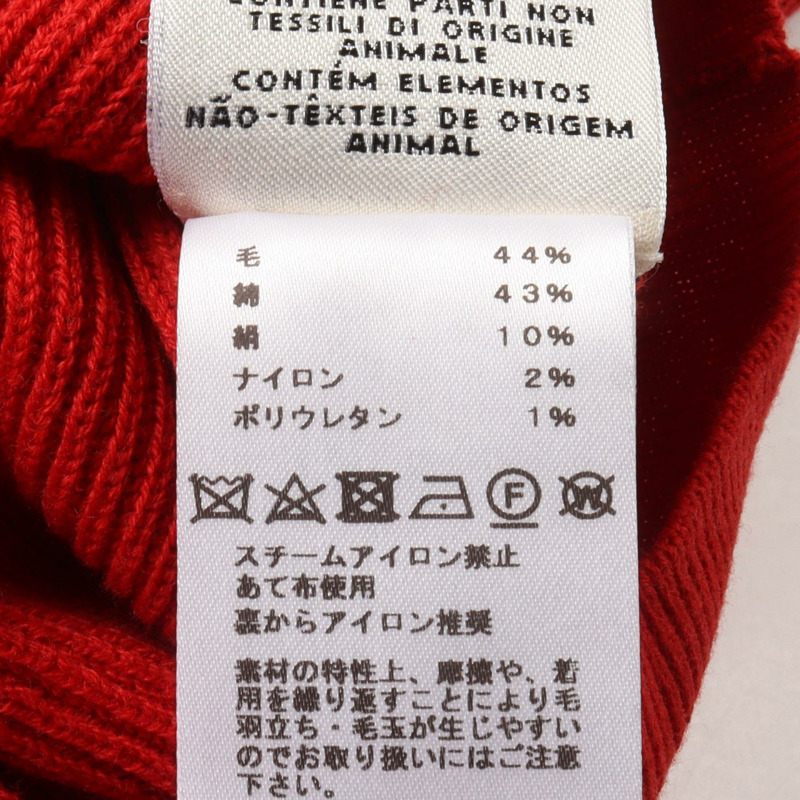 CONTIENE PARTI NON
TESSILI DI ORIGINE
ANIMALE
CONTÉM ELEMENTOS
NÃO-TÊXTEIS DE ORIGEM
ANIMAL
毛 44%
綿 43%
絹 10%
ナイロン 2%
ポリウレタン 1%
F W
スチームアイロン禁止
あて布使用
裏からアイロン推奨
素材の特性上、摩擦や、着
用を繰り返すことにより毛
羽立ち・毛玉が生じやすい
のでお取り扱いにはご注意
下さい。